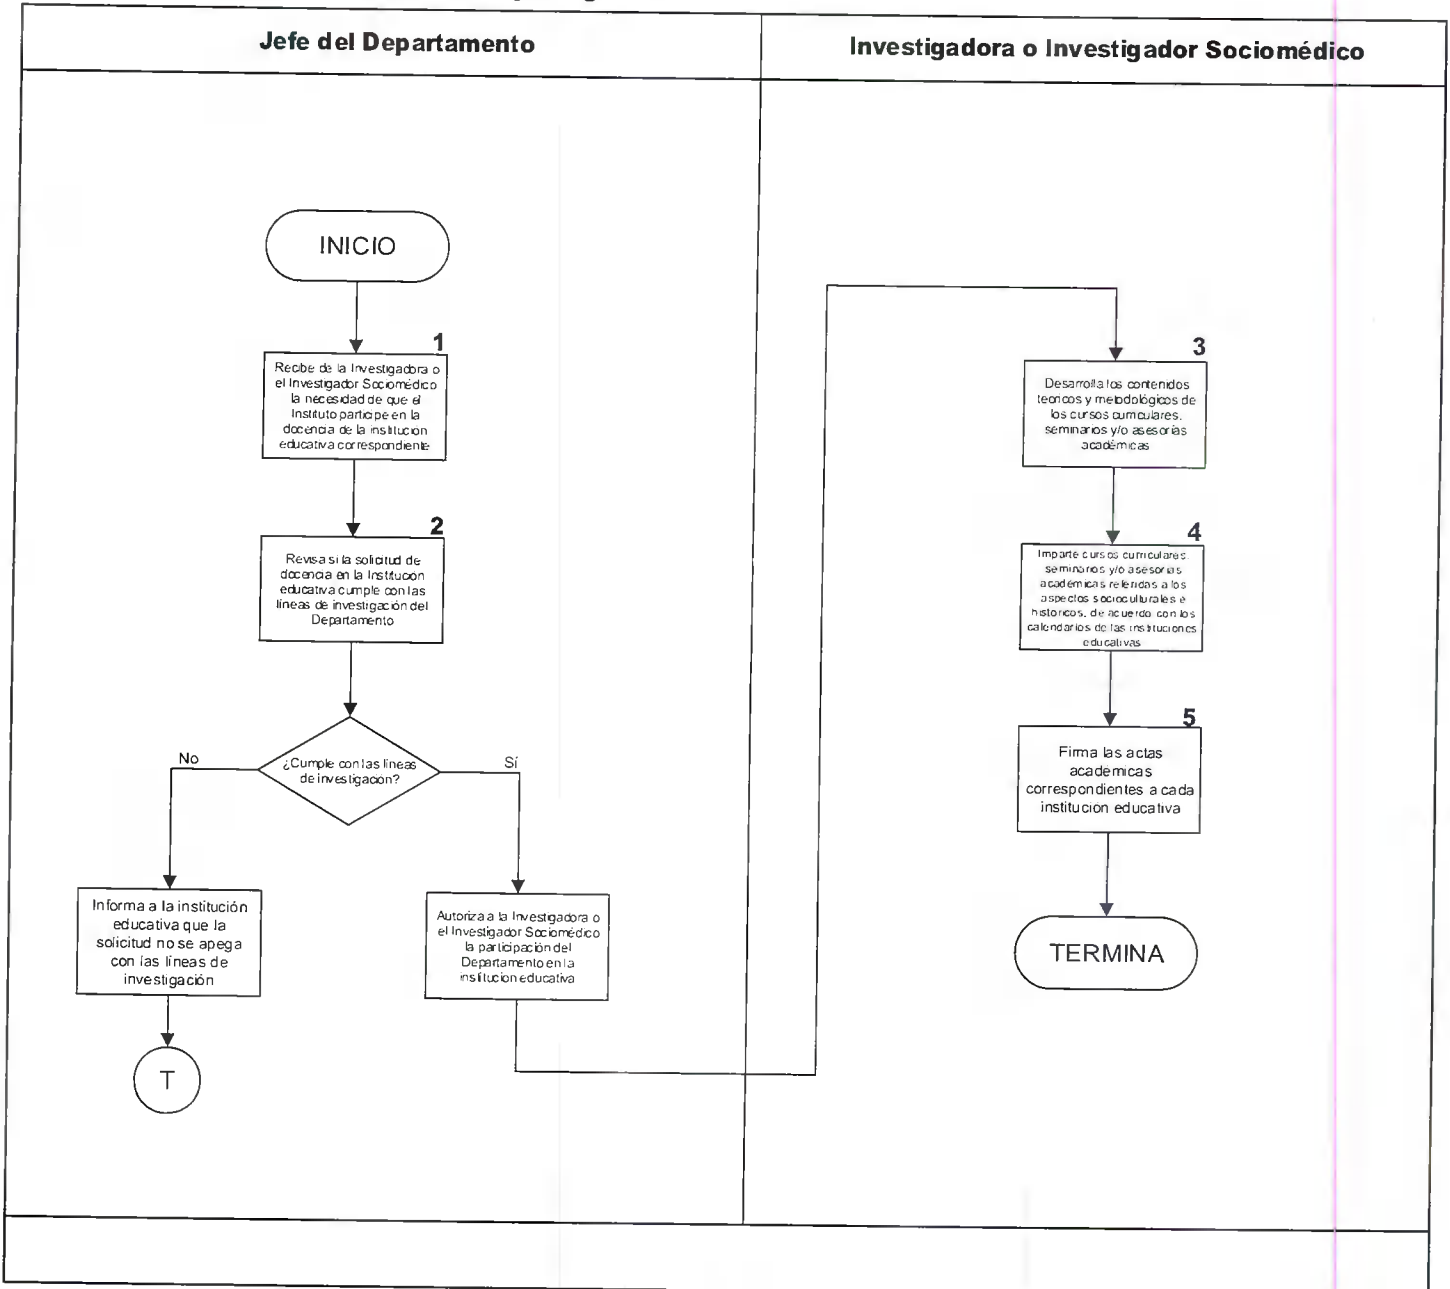 Jefe del Departamento
Investigadora o Investigador Sociomédico
INICIO
1
Recibe de la Investigadora o
el Investigador Sociomédico
la necesidad de que el
Instituto participe en la
docencia de la institucion
educativa correspondiente
2
Revisa si la solicitud de
docencia en la Institucion
educativa cumple con las
líneas de investigación del
Departamento
¿Cumple con las líneas
de investigación?
No
Sí
Informa a la institución
educativa que la
solicitud no se apega
con las líneas de
investigación
T
Autoriza a la Investigadora o
el Investigador Sociomédico
la participación del
Departamento en la
institucion educativa
3
Desarrolla los contenidos
teoricos y metodológicos de
los cursos curriculares,
seminarios y/o asesorías
académicas
4
Imparte cursos curriculares,
seminarios y/o asesorías
académicas referidas a los
aspectos socioculturales e
historicos, de acuerdo con los
calendarios de las instituciones
educativas
5
Firma las actas
académicas
correspondientes a cada
institucion educativa
TERMINA